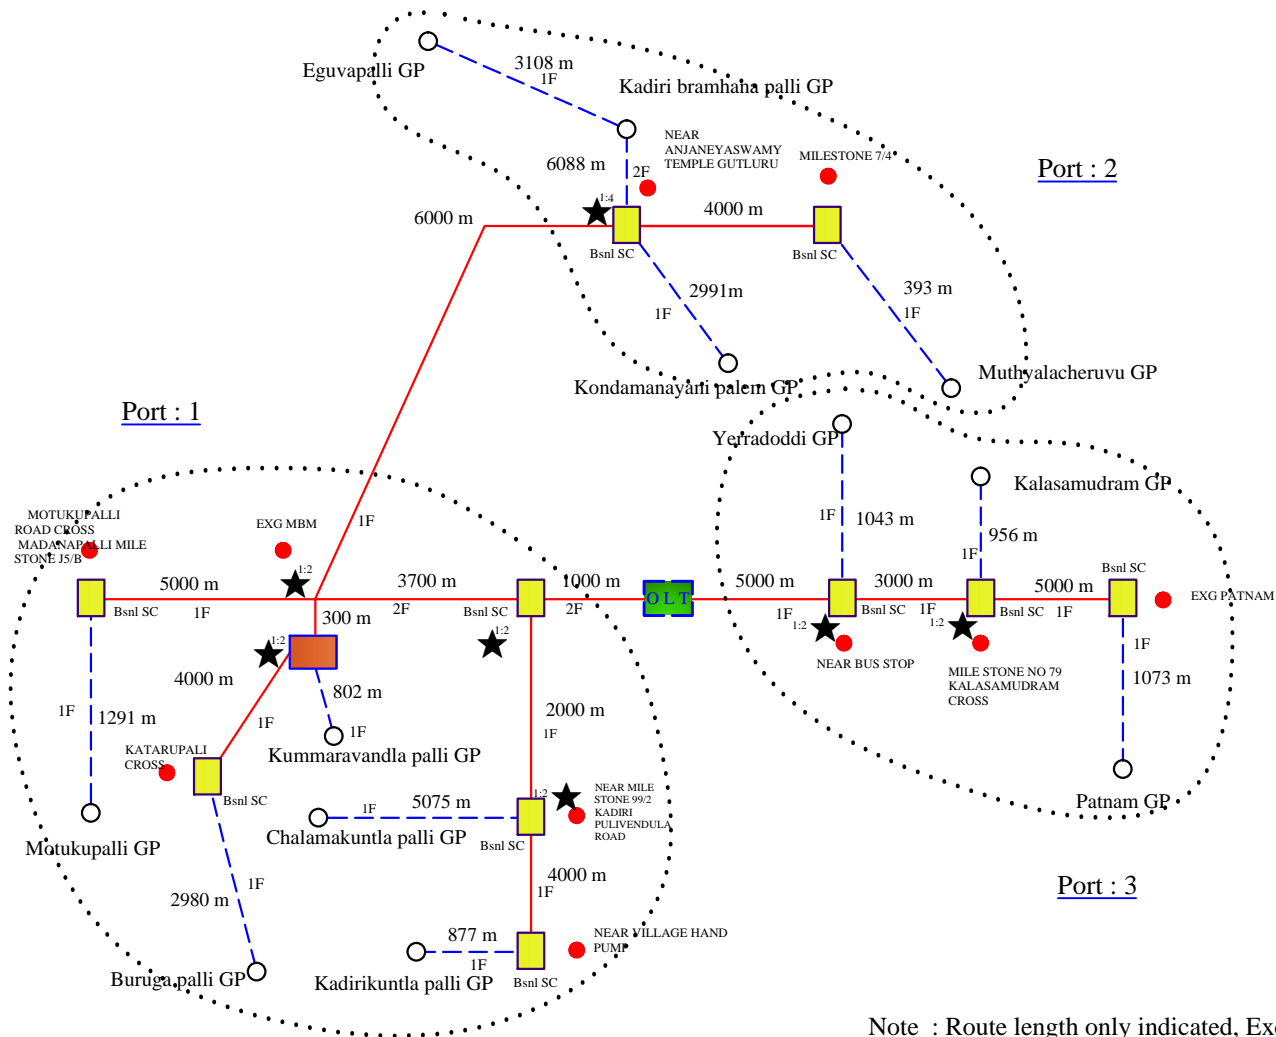 Eguvapalli GP
3108 m
1F
Kadiri bramhaha palli GP
NEAR
ANJANEYASWAMY
TEMPLE GUTLURU
MILESTONE 7/4
Port : 2
6088 m
2F
1:4
6000 m
4000 m
Bsnl SC
Bsnl SC
2991m
1F
393 m
1F
Kondamanayani palem GP
Muthyalacheruvu GP
Port : 1
Yerradoddi GP
Kalasamudram GP
MOTUKUPALLI
ROAD CROSS
MADANAPALLI MILE
STONE J5/B
EXG MBM
1F
1F
1043 m
956 m
1F
5000 m
1:2
3700 m
1000 m
O L T
5000 m
3000 m
5000 m
Bsnl SC
EXG PATNAM
Bsnl SC
1F
2F
Bsnl SC
2F
1F
Bsnl SC
1F
Bsnl SC
1F
300 m
1:2
1:2
1:2
1:2
1F
NEAR BUS STOP
MILE STONE NO 79
KALASAMUDRAM
CROSS
1073 m
4000 m
802 m
1F
1291 m
1F
1F
2000 m
1F
KATARUPALI
CROSS
Kummaravandla palli GP
Bsnl SC
1F
5075 m
1:2
NEAR MILE
STONE 99/2
KADIRI
PULIVENDULA
ROAD
Patnam GP
Motukupalli GP
Chalamakuntla palli GP
Bsnl SC
4000 m
1F
Port : 3
2980 m
1F
877 m
1F
NEAR VILLAGE HAND
PUMP
Buruga palli GP
Kadirikuntla palli GP
Bsnl SC
Note : Route length only indicated, Exc